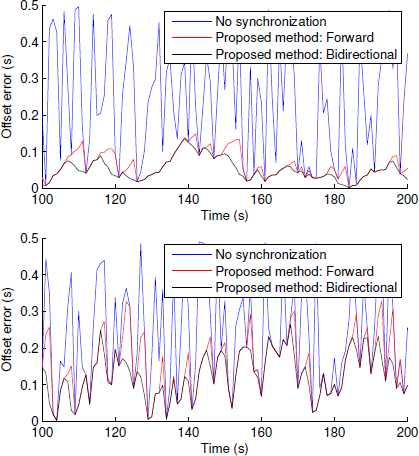 0.5
No synchronization
Proposed method: Forward
Proposed method: Bidirectional
0.4
0.3
0.2
0.1
0
Offset error (s)
100 120 140 160 180 200
Time (s)
0.5
No synchronization
Proposed method: Forward
Proposed method: Bidirectional
0.4
0.3
0.2
0.1
0
Offset error (s)
100 120 140 160 180 200
Time (s)